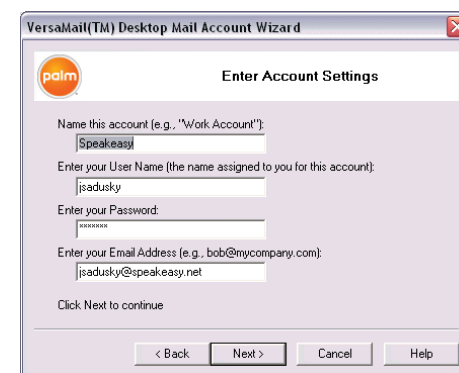 VersaMail(TM) Desktop Mail Account Wizard
palm
Enter Account Settings
Name this account (e.g., "Work Account"):
Speakeasy
Enter your User Name (the name assigned to you for this account):
jsadusky
Enter your Password:
×××××××
Enter your Email Address (e.g., bob@mycompany.com):
jsadusky@speakeasy.net
Click Next to continue
< Back Next > Cancel Help